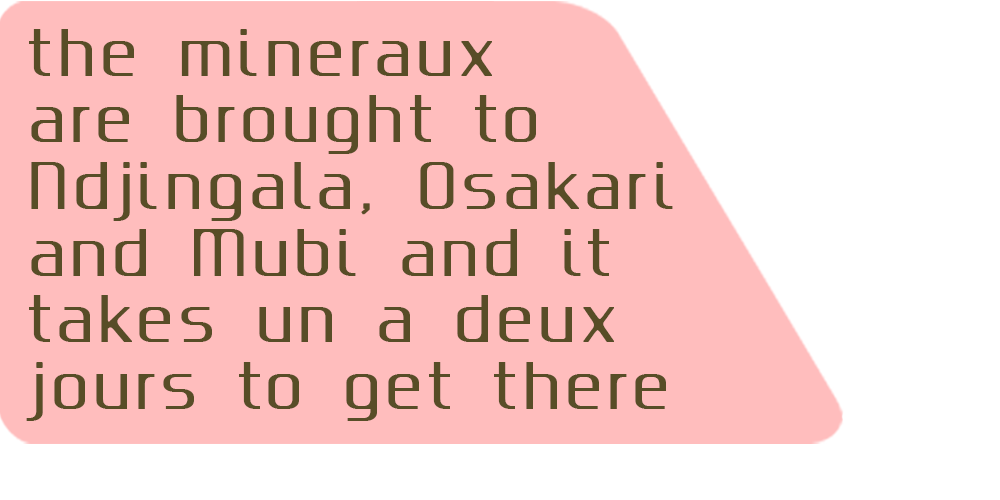 the mineraux
are brought to
Ndjingala, Osakari
and Mubi and it
takes un a deux
jours to get there